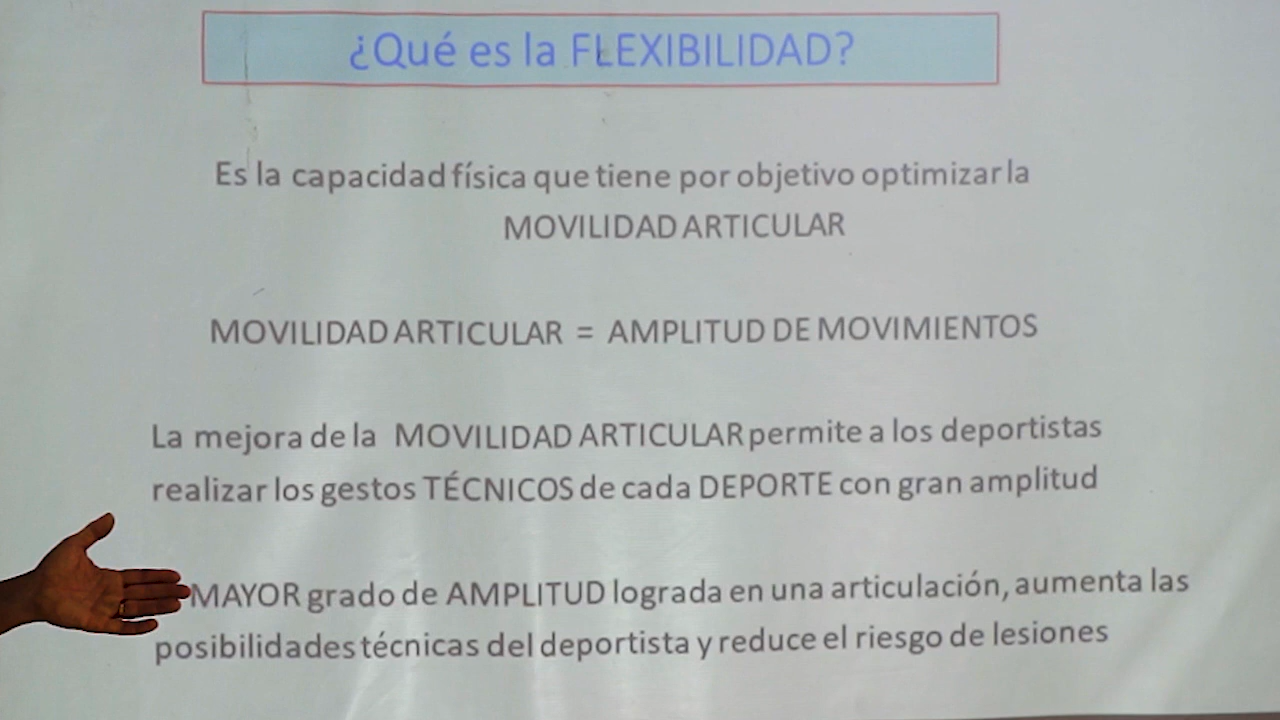 ¿Qué es la FLEXIBILIDAD?
Es la capacidad física que tiene por objetivo optimizar la
MOVILIDAD ARTICULAR
MOVILIDAD ARTICULAR = AMPLITUD DE MOVIMIENTOS
La mejora de la MOVILIDAD ARTICULAR permite a los deportistas
realizar los gestos TÉCNICOS de cada DEPORTE con gran amplitud
MAYOR grado de AMPLITUD lograda en una articulación, aumenta las
posibilidades técnicas del deportista y reduce el riesgo de lesiones